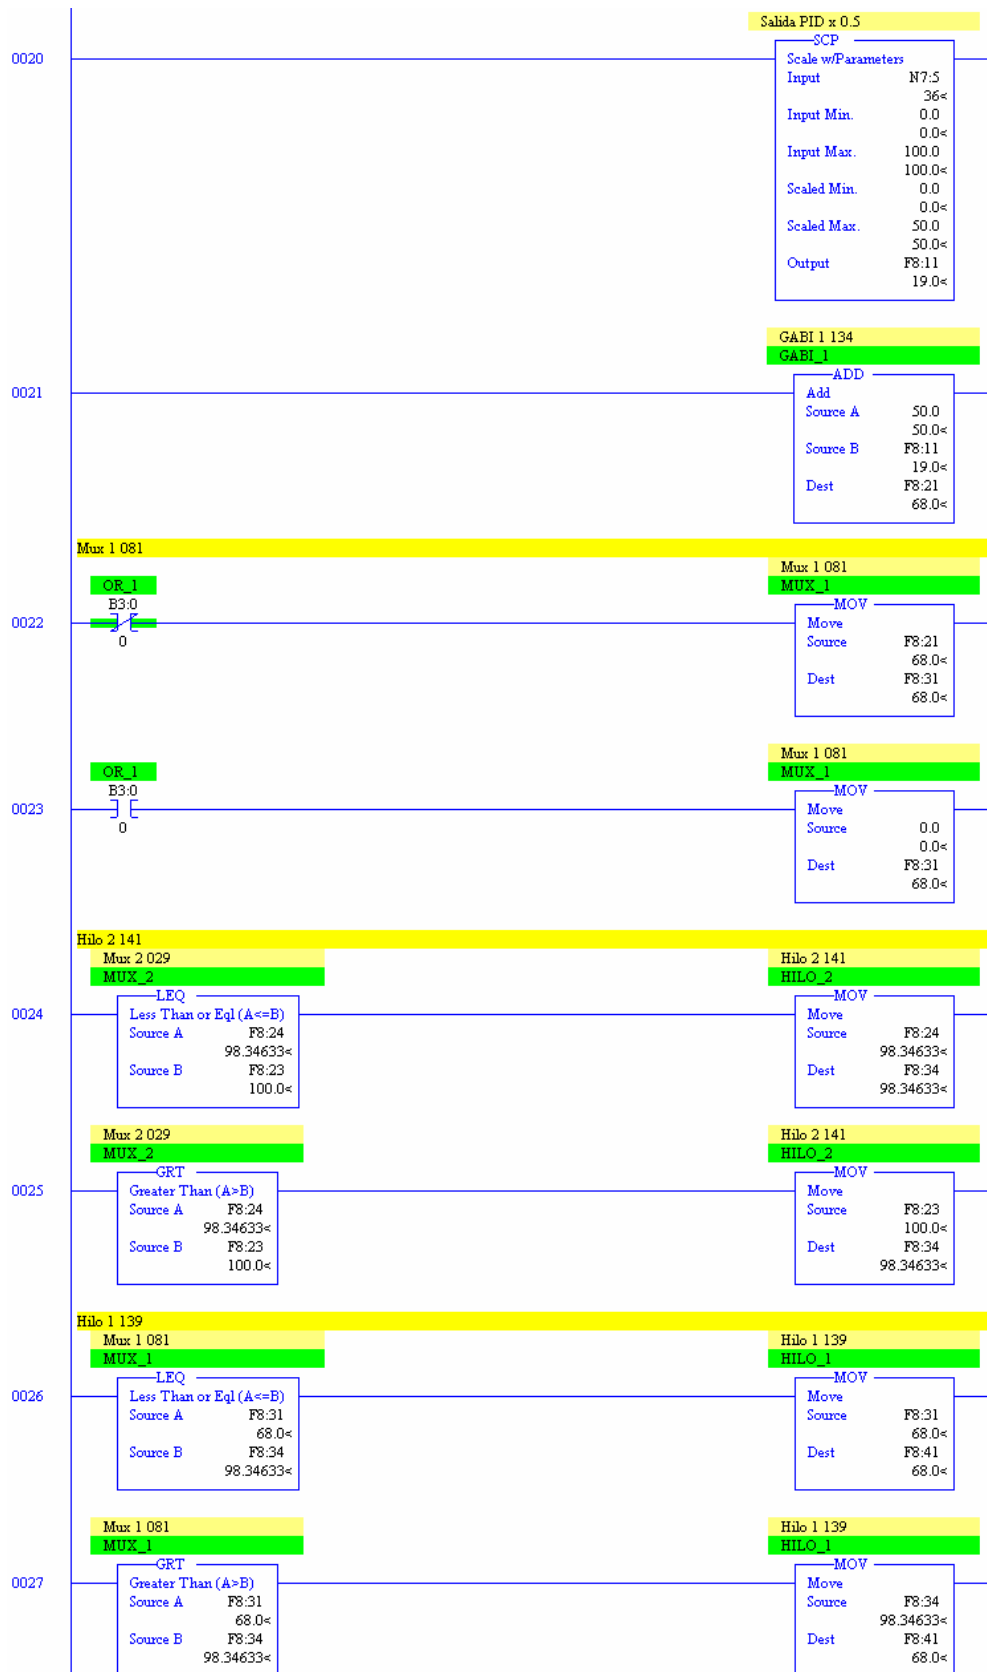 Salida PID x 0.5
SCP
0020
Scale w/Parameters
Input N7:5
36<
Input Min. 0.0
0.0<
Input Max. 100.0
100.0<
Scaled Min. 0.0
0.0<
Scaled Max. 50.0
50.0<
Output F8:11
19.0<
GABI 1 134
GABI_1
ADD
0021
Add
Source A 50.0
50.0<
Source B F8:11
19.0<
Dest F8:21
68.0<
Mux 1 081
Mux 1 081
OR_1 MUX_1
B3:0 MOV
0022
Move
0
Source F8:21
68.0<
Dest F8:31
68.0<
Mux 1 081
OR_1 MUX_1
B3:0 MOV
0023
Move
0
Source 0.0
0.0<
Dest F8:31
68.0<
Hilo 2 141
Mux 2 029 Hilo 2 141
MUX_2 HILO_2
LEQ MOV
0024
Less Than or Eql (A<=B) Move
Source A F8:24 Source F8:24
98.34633< 98.34633<
Source B F8:23 Dest F8:34
100.0< 98.34633<
Mux 2 029 Hilo 2 141
MUX_2 HILO_2
GRT MOV
0025
Greater Than (A>B) Move
Source A F8:24 Source F8:23
98.34633< 100.0<
Source B F8:23 Dest F8:34
100.0< 98.34633<
Hilo 1 139
Mux 1 081 Hilo 1 139
MUX_1 HILO_1
LEQ MOV
0026
Less Than or Eql (A<=B) Move
Source A F8:31 Source F8:31
68.0< 68.0<
Source B F8:34 Dest F8:41
98.34633< 68.0<
Mux 1 081 Hilo 1 139
MUX_1 HILO_1
GRT MOV
0027
Greater Than (A>B) Move
Source A F8:31 Source F8:34
68.0< 98.34633<
Source B F8:34 Dest F8:41
98.34633< 68.0<